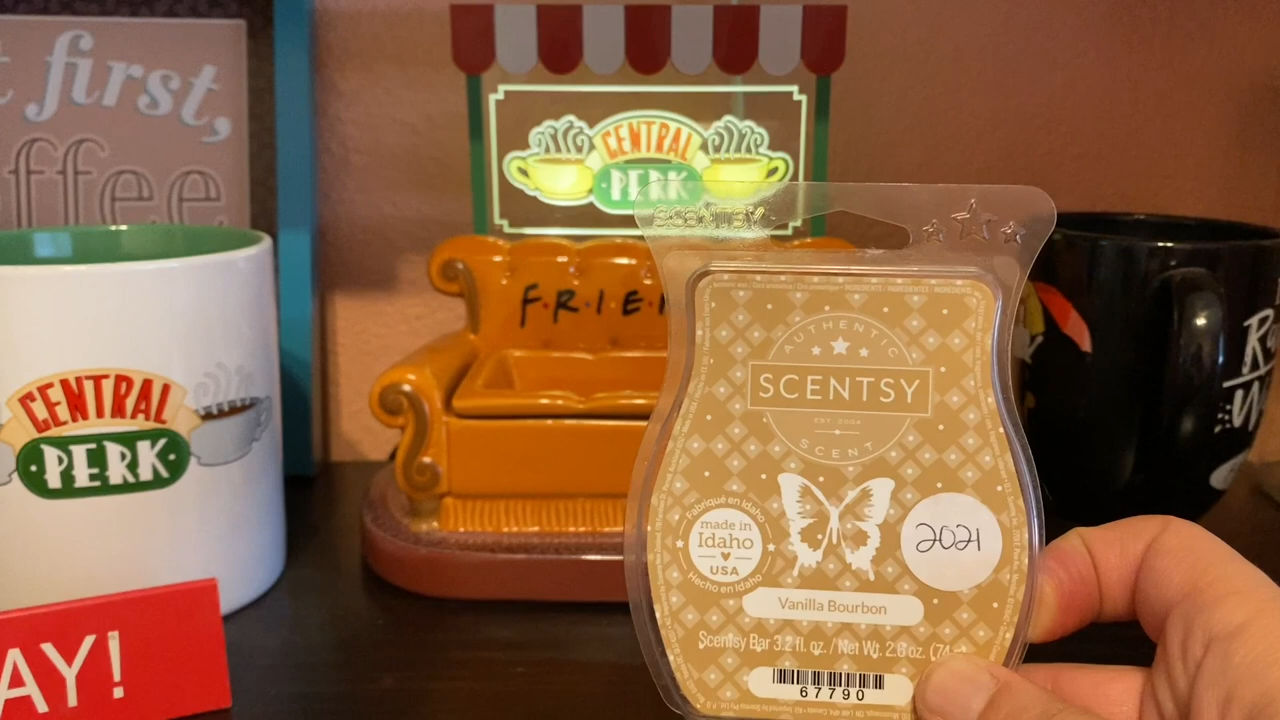 t first,
ffee
CENTRAL
PERK
F·R·I·E
CENTRAL
PERK
AY!
SCENTSY
AUTHENTIC
SCENTSY
EST. 2004
SCENT
Fabriqué en Idaho
made in
Idaho
USA
Hecho en Idaho
2021
Vanilla Bourbon
Scentsy Bar 3.2 fl. oz. / Net Wt. 2.6 oz. (74
67790